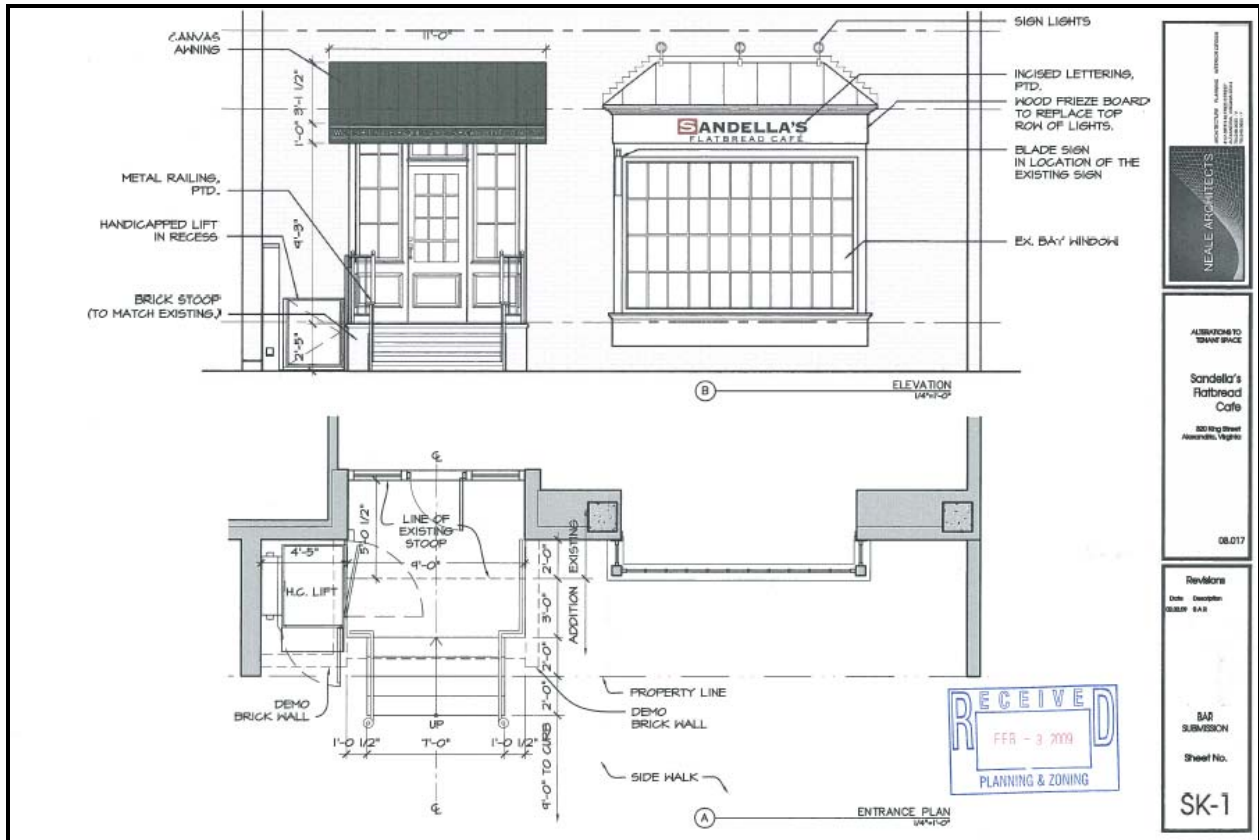 CANVAS
AWNING
11'-0"
3'-1 1/2"
1'-0"
METAL RAILING,
PTD.
HANDICAPPED LIFT
IN RECESS
BRICK STOOP
(TO MATCH EXISTING.)
2'-5"
SANDELLA'S
FLATBREAD CAFÉ
SIGN LIGHTS
INCISED LETTERING,
PTD.
WOOD FRIEZE BOARD
TO REPLACE TOP
ROW OF LIGHTS.
BLADE SIGN
IN LOCATION OF THE
EXISTING SIGN
EX. BAY WINDOW
B
ELEVATION
1/4"=1'-0"
℄
LINE OF
EXISTING
STOOP
5'-0 1/2"
4'-5"
9'-0"
H.C. LIFT
EXISTING
ADDITION
2'-0"
3'-0"
2'-0"
2'-0"
9'-0" TO CURB
DEMO
BRICK WALL
UP
1'-0 1/2"
7'-0"
1'-0 1/2"
℄
PROPERTY LINE
DEMO
BRICK WALL
SIDE WALK
A
ENTRANCE PLAN
1/4"=1'-0"
RECEIVED
FEB - 3 2009
PLANNING & ZONING
NEALE ARCHITECTS
ALTERATIONS TO
TENANT SPACE
Sandella's
Flatbread
Cafe
820 King Street
Alexandria, Virginia
08.017
Revisions
Date Description
BAR
SUBMISSION
Sheet No.
SK-1